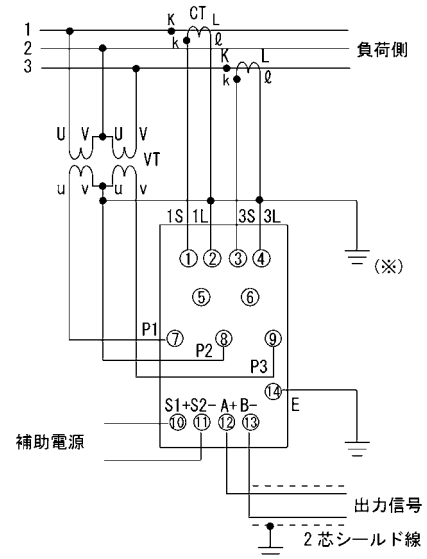 CT
K L
1
2
3
k ℓ
負荷側
K L
k ℓ
U V U V
VT
u v u v
1S 1L 3S 3L
① ② ③ ④
(※)
⑤ ⑥
P1 ⑦ P2 ⑧ P3 ⑨
⑭ E
S1+ S2- A+ B-
⑩ ⑪ ⑫ ⑬
補助電源
出力信号
2芯シールド線